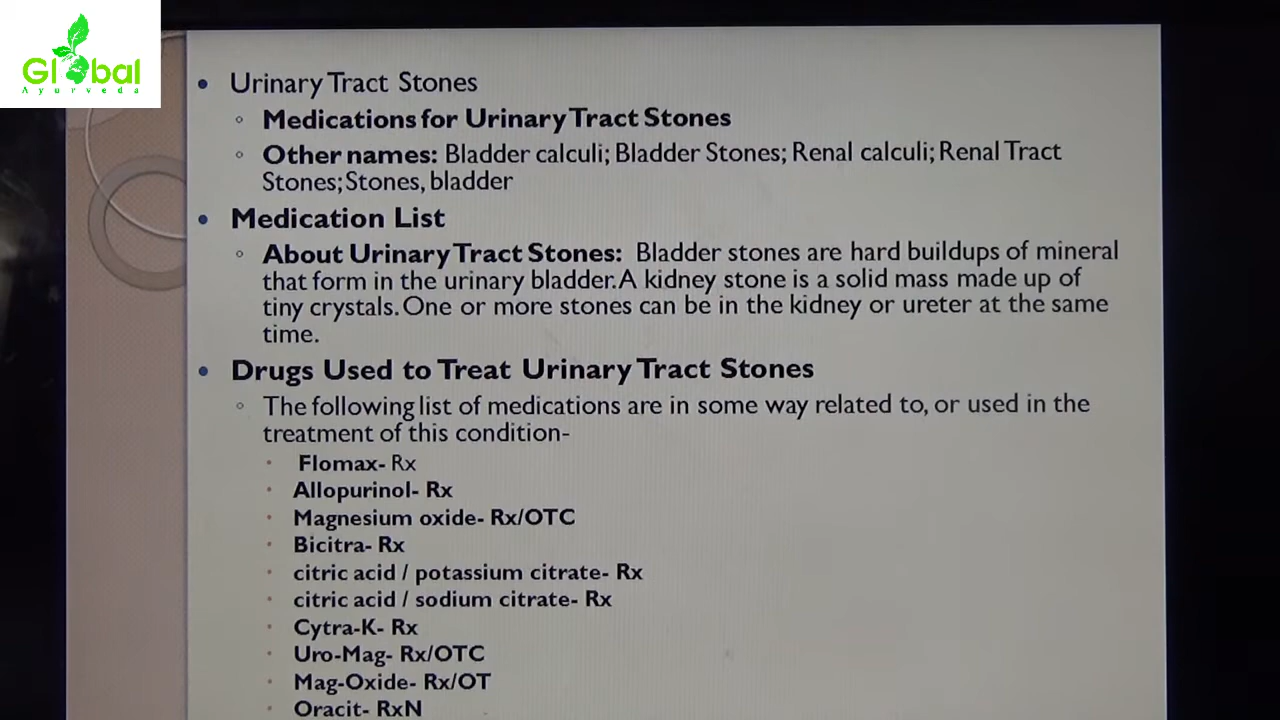 Global
Ayurveda
Urinary Tract Stones
Medications for Urinary Tract Stones
Other names: Bladder calculi; Bladder Stones; Renal calculi; Renal Tract
Stones; Stones, bladder
Medication List
About Urinary Tract Stones: Bladder stones are hard buildups of mineral
that form in the urinary bladder. A kidney stone is a solid mass made up of
tiny crystals. One or more stones can be in the kidney or ureter at the same
time.
Drugs Used to Treat Urinary Tract Stones
The following list of medications are in some way related to, or used in the
treatment of this condition-
Flomax- Rx
Allopurinol- Rx
Magnesium oxide- Rx/OTC
Bicitra- Rx
citric acid / potassium citrate- Rx
citric acid / sodium citrate- Rx
Cytra-K- Rx
Uro-Mag- Rx/OTC
Mag-Oxide- Rx/OT
Oracit- RxN